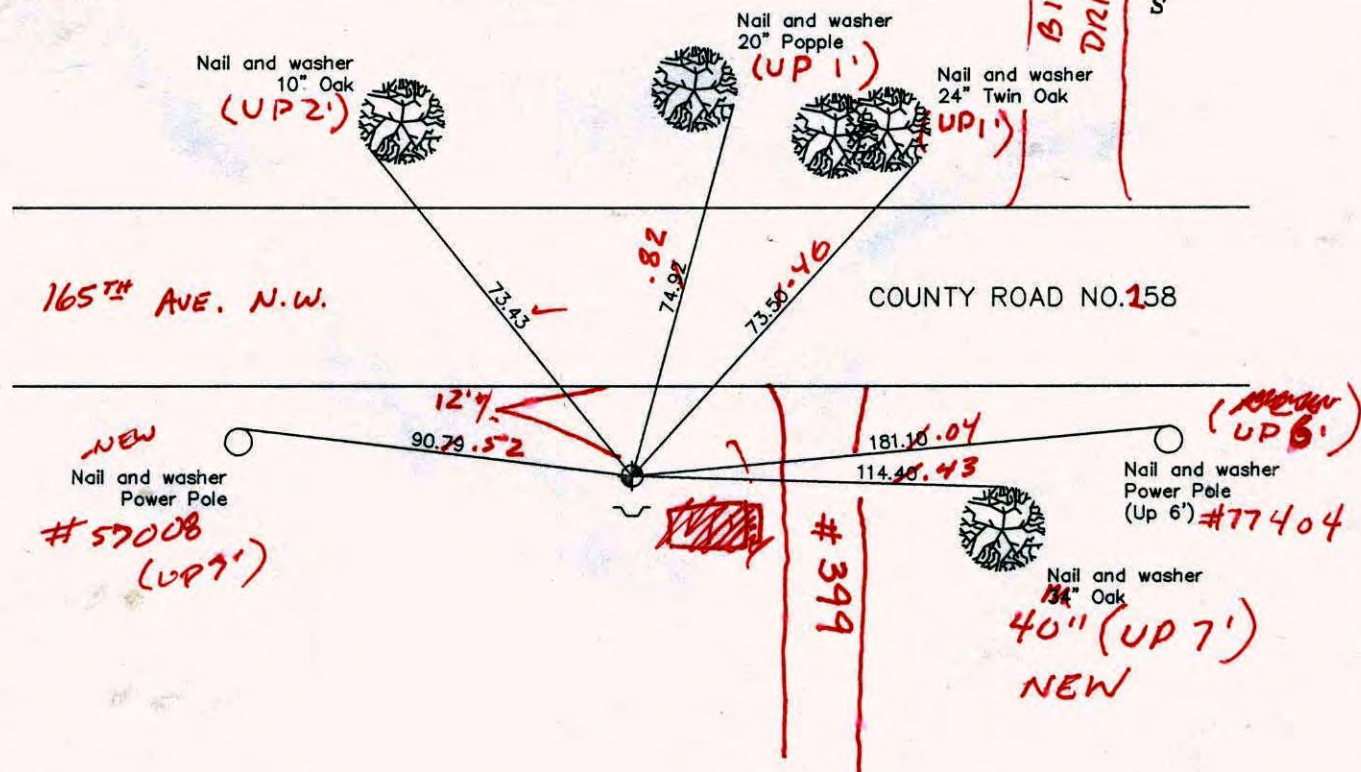 S
Nail and washer
20" Popple
(UP 1')
Nail and washer
10" Oak
(UP 2')
Nail and washer
24" Twin Oak
UP 1')
165TH AVE. N.W.
COUNTY ROAD NO.158
73.43
.82
74.92
73.50 .40
12'
90.79 .52
181.10 .04
114.40 .43
NEW
Nail and washer
Power Pole
#57008
#399
(UP 6'
Nail and washer
Power Pole
(Up 6') #77404
Nail and washer
34" Oak
40" (UP 7')
NEW